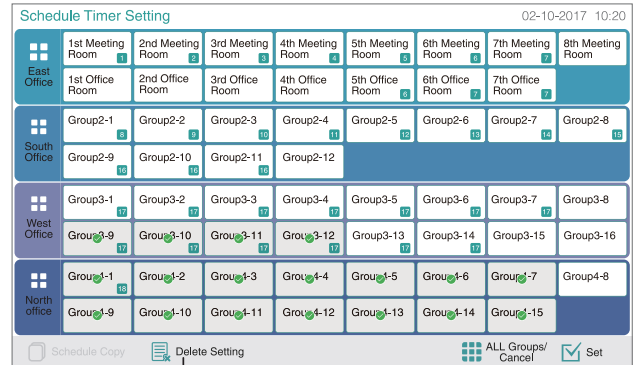 Schedule Timer Setting 02-10-2017 10:20
East Office
1st Meeting Room 1
2nd Meeting Room 2
3rd Meeting Room 3
4th Meeting Room 4
5th Meeting Room 5
6th Meeting Room 6
7th Meeting Room 7
8th Meeting Room
1st Office Room
2nd Office Room
3rd Office Room
4th Office Room
5th Office Room 6
6th Office Room 7
7th Office Room 7
South Office
Group2-1 8
Group2-2 9
Group2-3 10
Group2-4 11
Group2-5 12
Group2-6 13
Group2-7 14
Group2-8 15
Group2-9 16
Group2-10 16
Group2-11 16
Group2-12
West Office
Group3-1 17
Group3-2 17
Group3-3 17
Group3-4 17
Group3-5 17
Group3-6 17
Group3-7 17
Group3-8
Group3-9 17
Group3-10 17
Group3-11 17
Group3-12 17
Group3-13 17
Group3-14 17
Group3-15
Group3-16
North office
Group4-1 18
Group4-2
Group4-3
Group4-4
Group4-5
Group4-6
Group4-7
Group4-8
Group4-9
Group4-10
Group4-11
Group4-12
Group4-13
Group4-14
Group4-15
Schedule Copy
Delete Setting
ALL Groups/
Cancel
Set